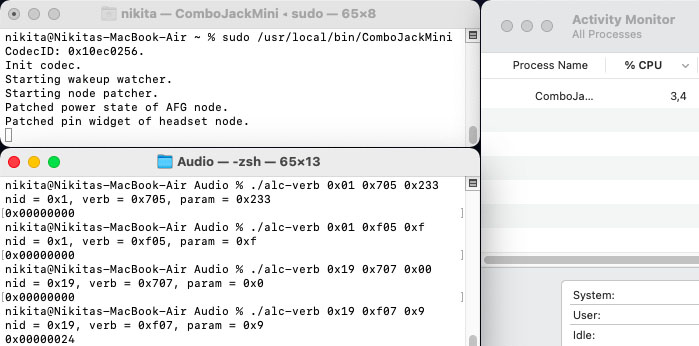 nikita — ComboJackMini ◂ sudo — 65×8
nikita@Nikitas-MacBook-Air ~ % sudo /usr/local/bin/ComboJackMini
CodecID: 0x10ec0256.
Init codec.
Starting wakeup watcher.
Starting node patcher.
Patched power state of AFG node.
Patched pin widget of headset node.
Audio — -zsh — 65×13
nikita@Nikitas-MacBook-Air Audio % ./alc-verb 0x01 0x705 0x233
nid = 0x1, verb = 0x705, param = 0x233
[0x00000000 ]
nikita@Nikitas-MacBook-Air Audio % ./alc-verb 0x01 0xf05 0xf
nid = 0x1, verb = 0xf05, param = 0xf
[0x00000000 ]
nikita@Nikitas-MacBook-Air Audio % ./alc-verb 0x19 0x707 0x00
nid = 0x19, verb = 0x707, param = 0x0
[0x00000000 ]
nikita@Nikitas-MacBook-Air Audio % ./alc-verb 0x19 0xf07 0x9
nid = 0x19, verb = 0xf07, param = 0x9
0x00000024
Activity Monitor
All Processes
Process Name % CPU
ComboJa... 3,4
System:
User:
Idle: